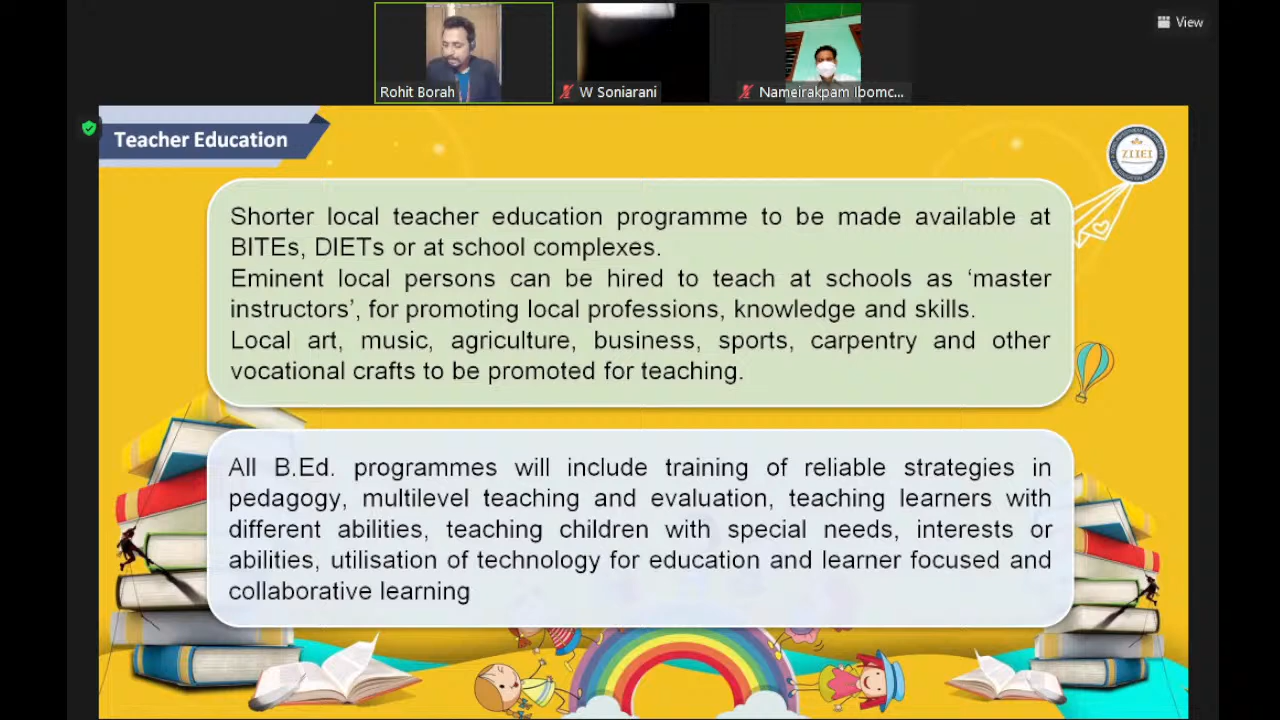 View
Rohit Borah
W Soniarani
Nameirakpam Ibomc...
Teacher Education
ZIIEI
Shorter local teacher education programme to be made available at
BITEs, DIETs or at school complexes.
Eminent local persons can be hired to teach at schools as ‘master
instructors’, for promoting local professions, knowledge and skills.
Local art, music, agriculture, business, sports, carpentry and other
vocational crafts to be promoted for teaching.
All B.Ed. programmes will include training of reliable strategies in
pedagogy, multilevel teaching and evaluation, teaching learners with
different abilities, teaching children with special needs, interests or
abilities, utilisation of technology for education and learner focused and
collaborative learning